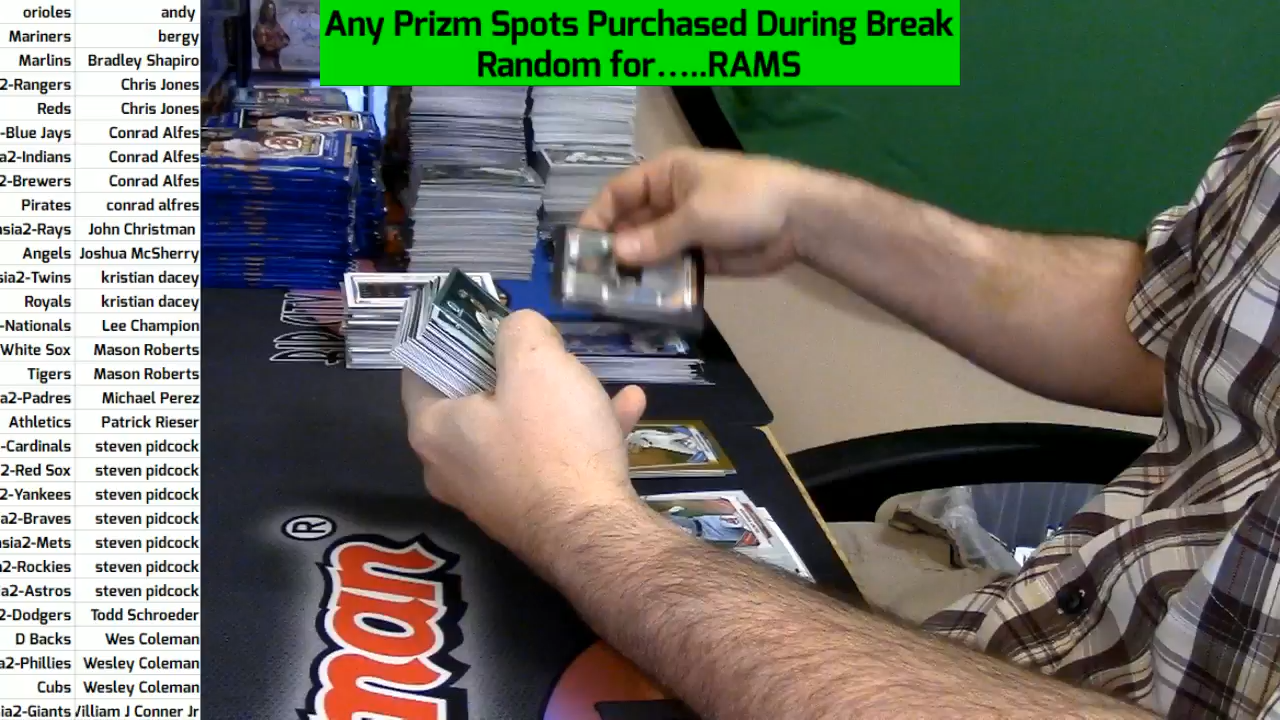 Any Prizm Spots Purchased During Break
Random for.....RAMS
orioles andy
Mariners bergy
Marlins Bradley Shapiro
a2-Rangers Chris Jones
Reds Chris Jones
-Blue Jays Conrad Alfes
a2-Indians Conrad Alfes
2-Brewers Conrad Alfes
Pirates conrad alfres
asia2-Rays John Christman
Angels Joshua McSherry
sia2-Twins kristian dacey
Royals kristian dacey
-Nationals Lee Champion
White Sox Mason Roberts
Tigers Mason Roberts
a2-Padres Michael Perez
Athletics Patrick Rieser
-Cardinals steven pidcock
2-Red Sox steven pidcock
2-Yankees steven pidcock
a2-Braves steven pidcock
asia2-Mets steven pidcock
a2-Rockies steven pidcock
ia2-Astros steven pidcock
2-Dodgers Todd Schroeder
D Backs Wes Coleman
a2-Phillies Wesley Coleman
Cubs Wesley Coleman
sia2-Giants William J Conner Jr
man
®